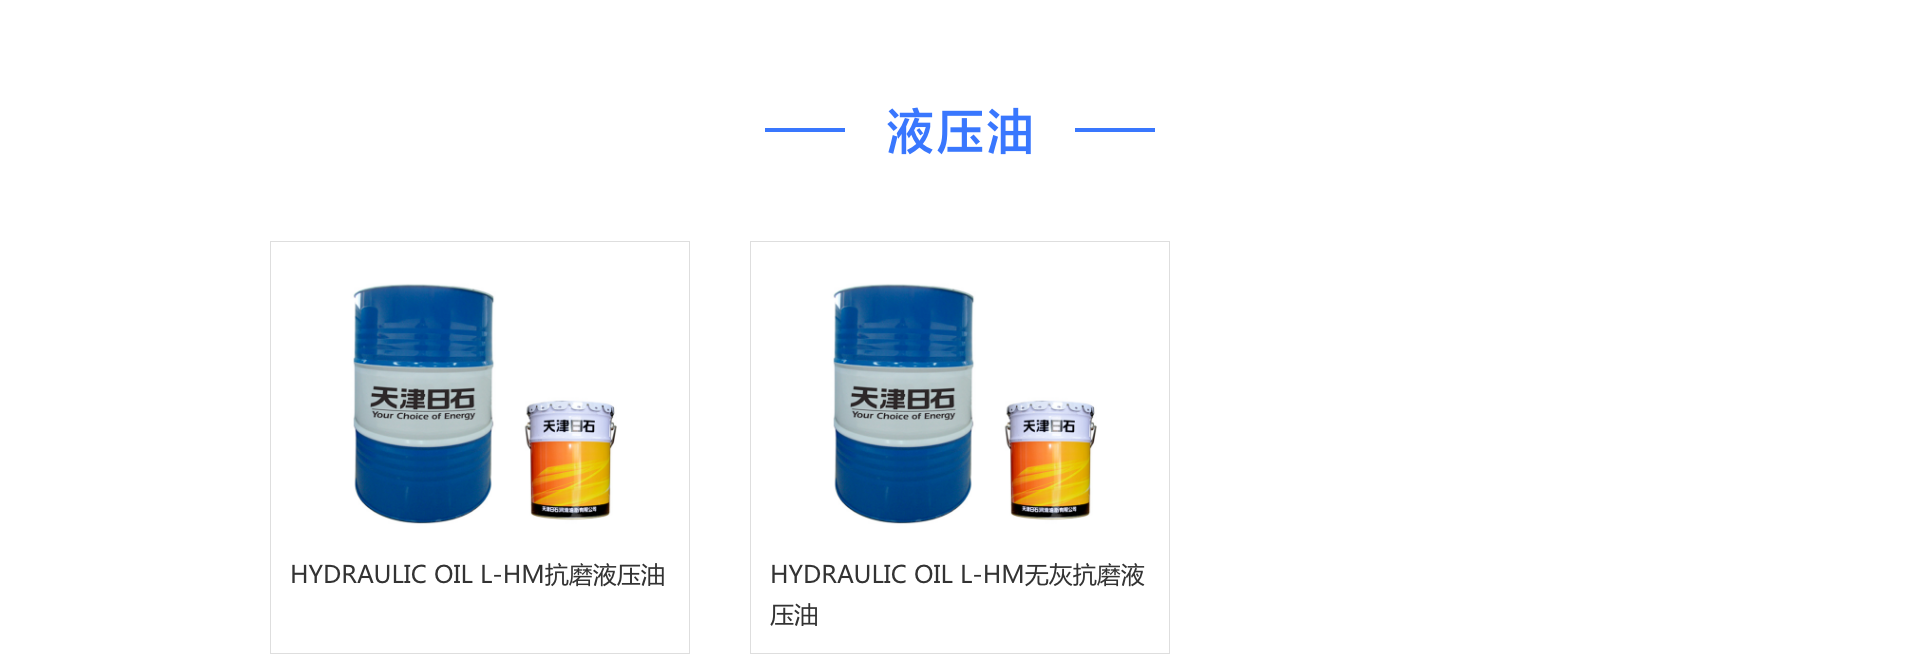 液压油
天津日石
Your Choice of Energy
天津日石
HYDRAULIC OIL L-HM抗磨液压油
天津日石
Your Choice of Energy
天津日石
HYDRAULIC OIL L-HM无灰抗磨液
压油